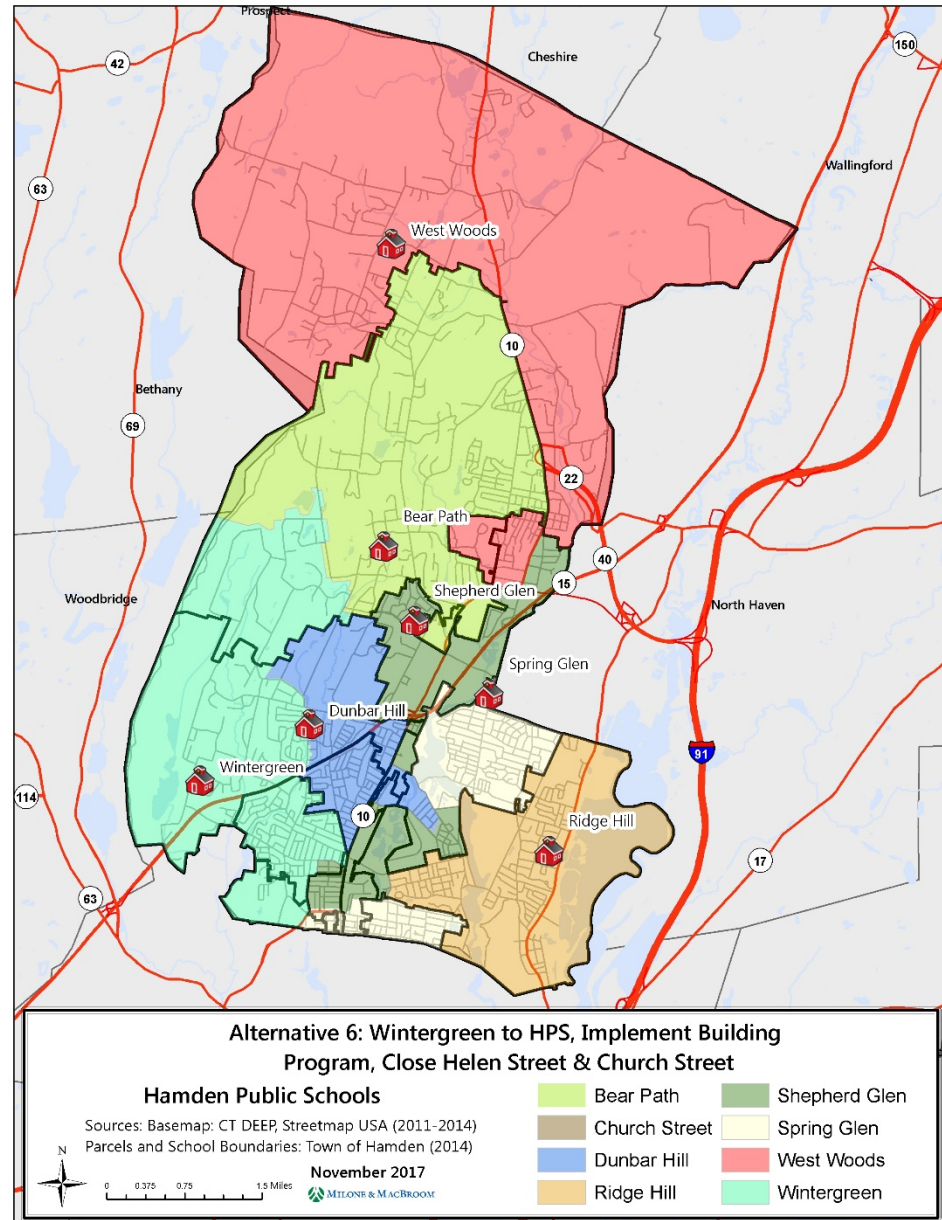 Prospect
Cheshire
42
150
Wallingford
63
West Woods
10
Bethany
69
22
Bear Path
40
15
Shepherd Glen
Woodbridge
North Haven
Spring Glen
Dunbar Hill
91
Wintergreen
114
10
Ridge Hill
17
63
Alternative 6: Wintergreen to HPS, Implement Building
Program, Close Helen Street & Church Street
Hamden Public Schools
Sources: Basemap: CT DEEP, Streetmap USA (2011-2014)
Parcels and School Boundaries: Town of Hamden (2014)
November 2017
N
0 0.375 0.75 1.5 Miles
MILONE & MACBROOM
Bear Path
Church Street
Dunbar Hill
Ridge Hill
Shepherd Glen
Spring Glen
West Woods
Wintergreen